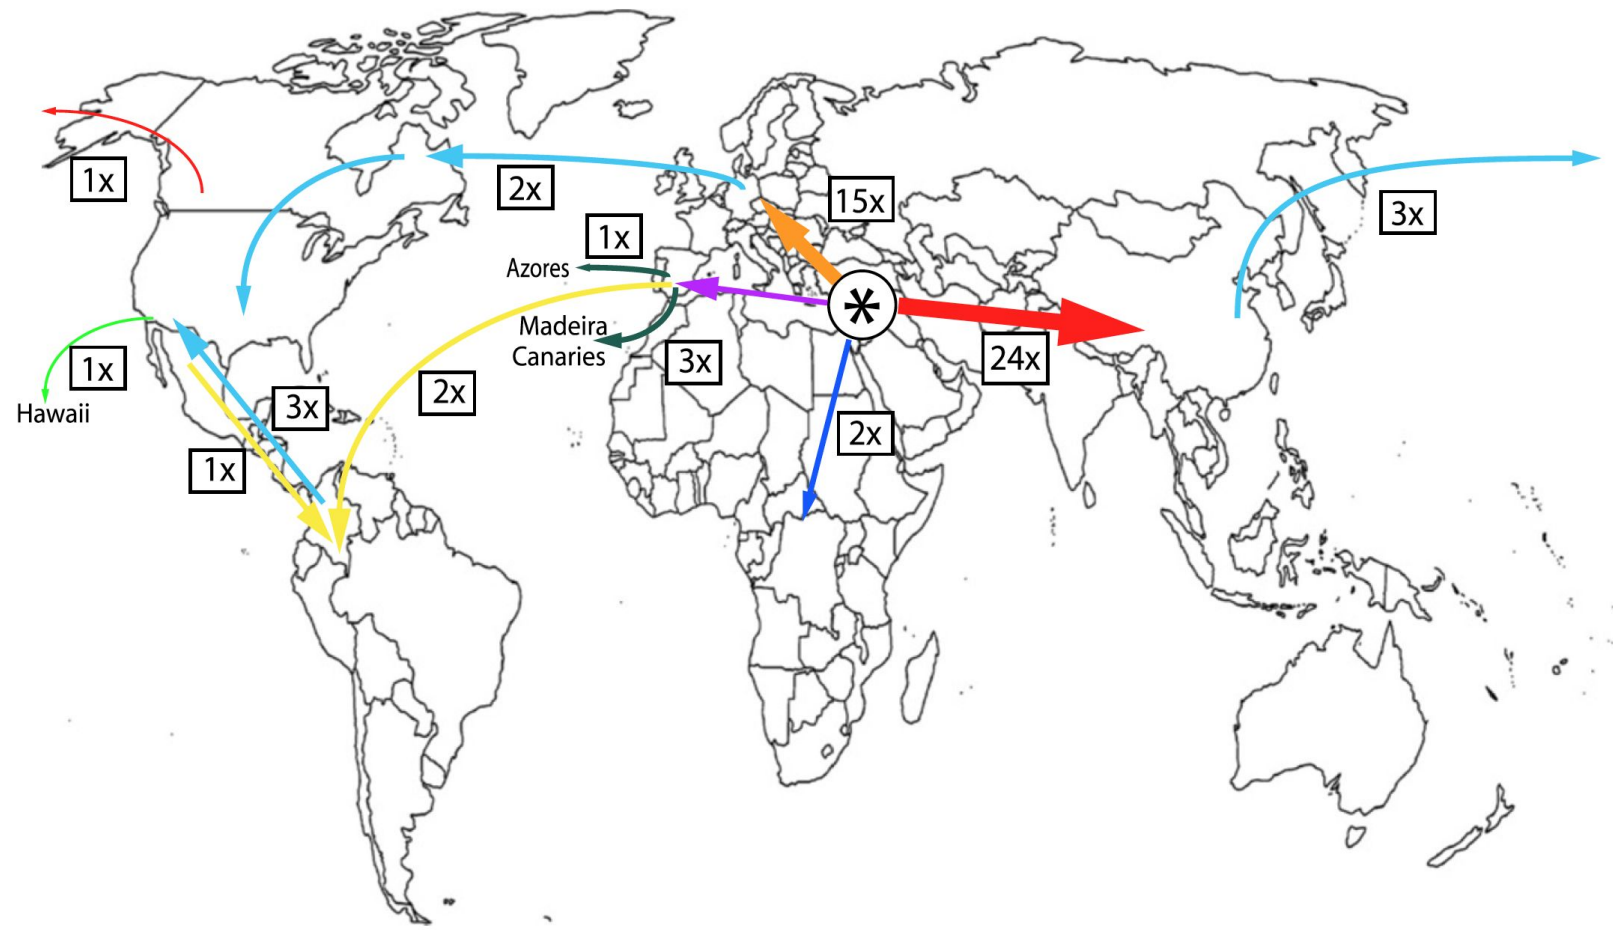 1x
2x
15x
3x
1x
Azores
Madeira
Canaries
*
24x
3x
1x
2x
3x
Hawaii
2x
1x